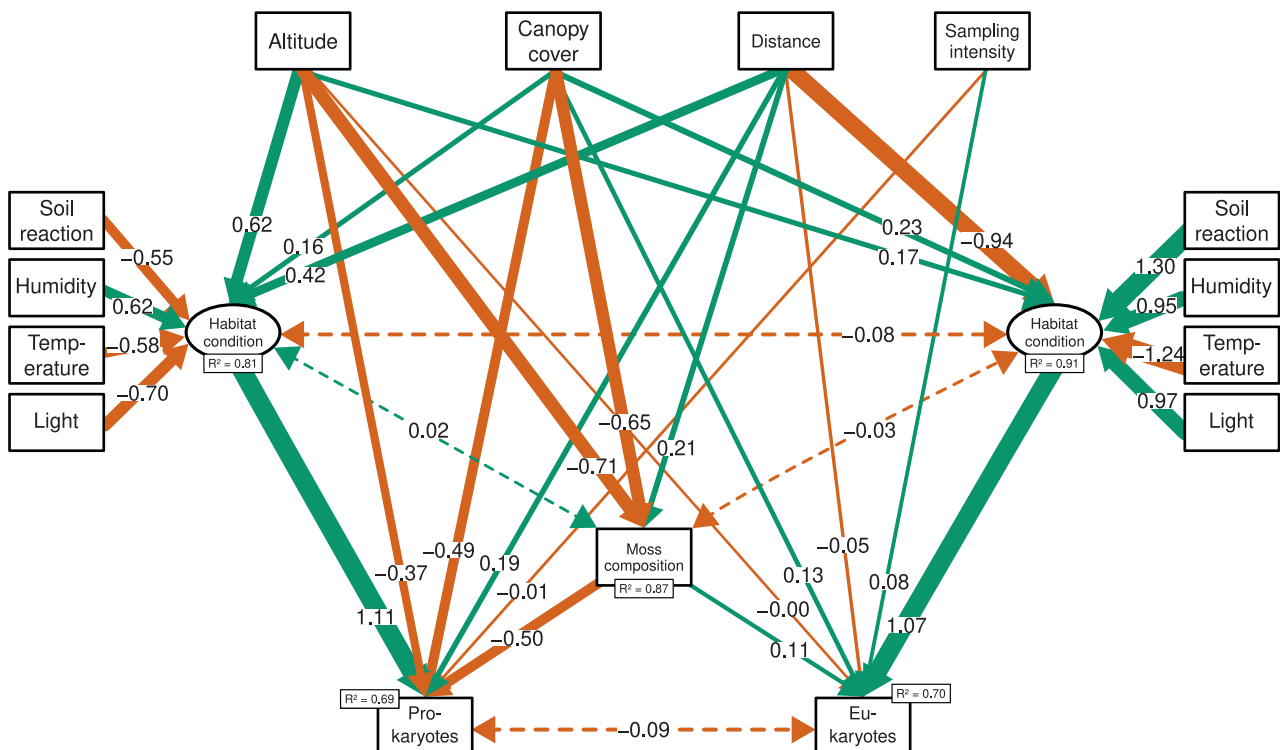 Altitude
Canopy
cover
Distance
Sampling
intensity
Soil
reaction
Humidity
Temp-
erature
Light
Soil
reaction
Humidity
Temp-
erature
Light
0.62
0.16
0.42
0.23
0.17
−0.94
−0.55
0.62
−0.58
−0.70
1.30
0.95
−1.24
0.97
Habitat
condition
R² = 0.81
−0.08
Habitat
condition
R² = 0.91
0.02
−0.03
−0.65
−0.71
0.21
−0.49
−0.37
0.19
−0.01
Moss
composition
R² = 0.87
−0.05
0.13
−0.00
0.08
1.11
−0.50
0.11
1.07
R² = 0.69
Pro-
karyotes
−0.09
R² = 0.70
Eu-
karyotes